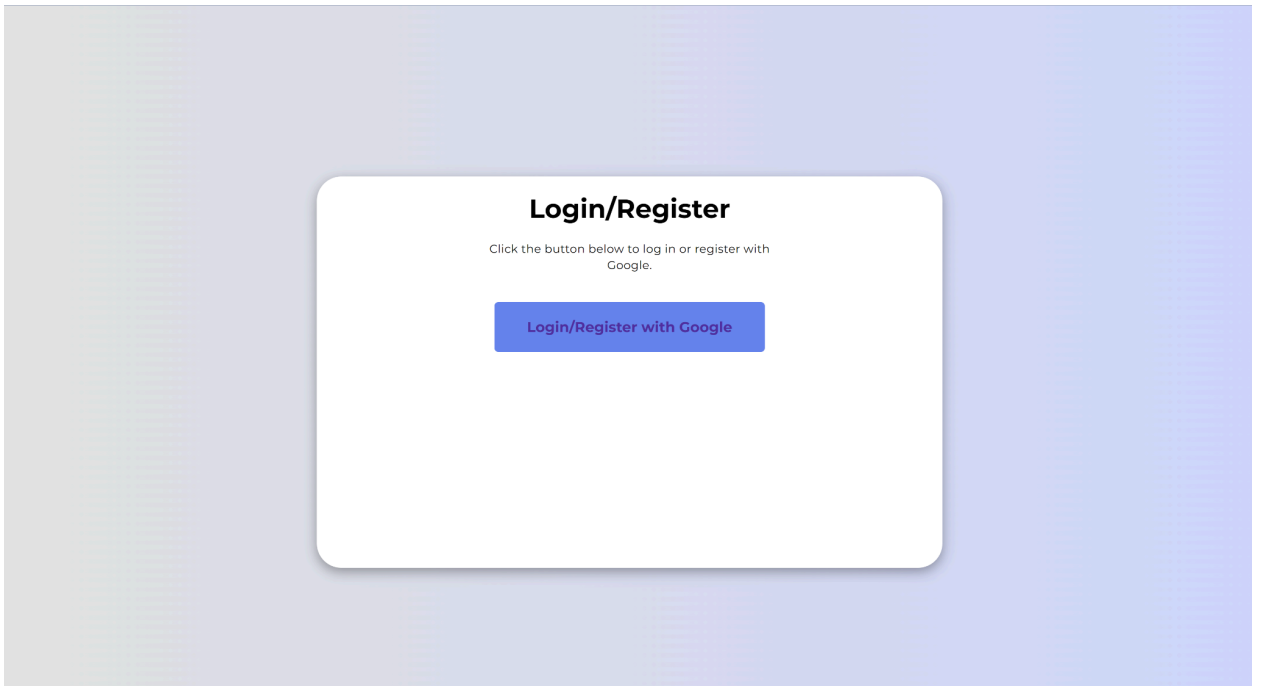 Login/Register
Click the button below to log in or register with
Google.
Login/Register with Google